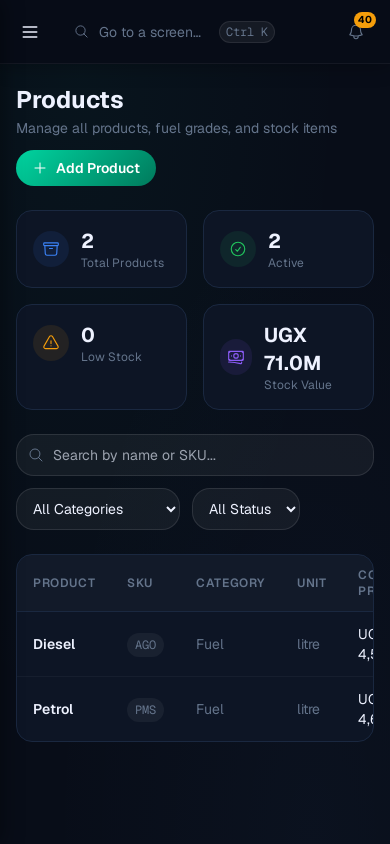 Go to a screen... Ctrl K 40
Products
Manage all products, fuel grades, and stock items
Add Product
2
Total Products
2
Active
0
Low Stock
UGX
71.0M
Stock Value
Search by name or SKU...
All Categories All Status
PRODUCT SKU CATEGORY UNIT
Diesel AGO Fuel litre
Petrol PMS Fuel litre